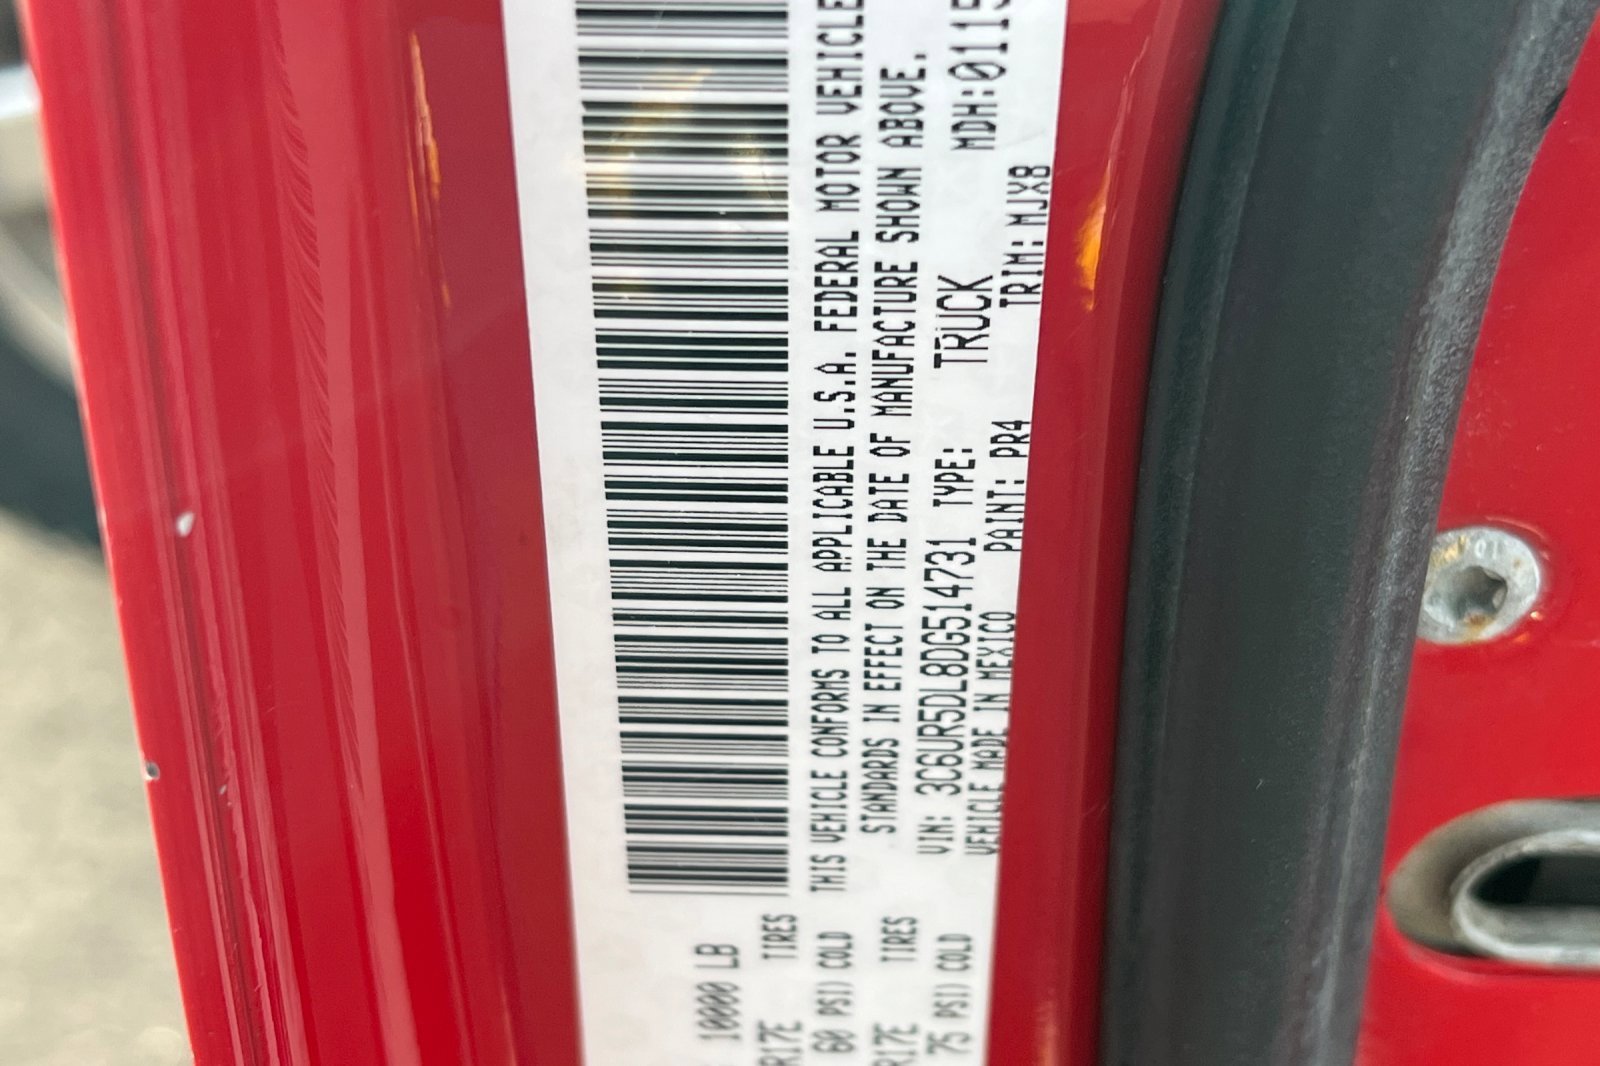 10000 LB
R17E TIRES
60 PSI) COLD
R17E TIRES
75 PSI) COLD
THIS VEHICLE CONFORMS TO ALL APPLICABLE U.S.A. FEDERAL MOTOR VEHICLE
STANDARDS IN EFFECT ON THE DATE OF MANUFACTURE SHOWN ABOVE.
VIN: 3C6UR5DL8DG514731 TYPE: TRUCK MDH:0115
VEHICLE MADE IN MEXICO PAINT: PR4 TRIM: MJX8
10